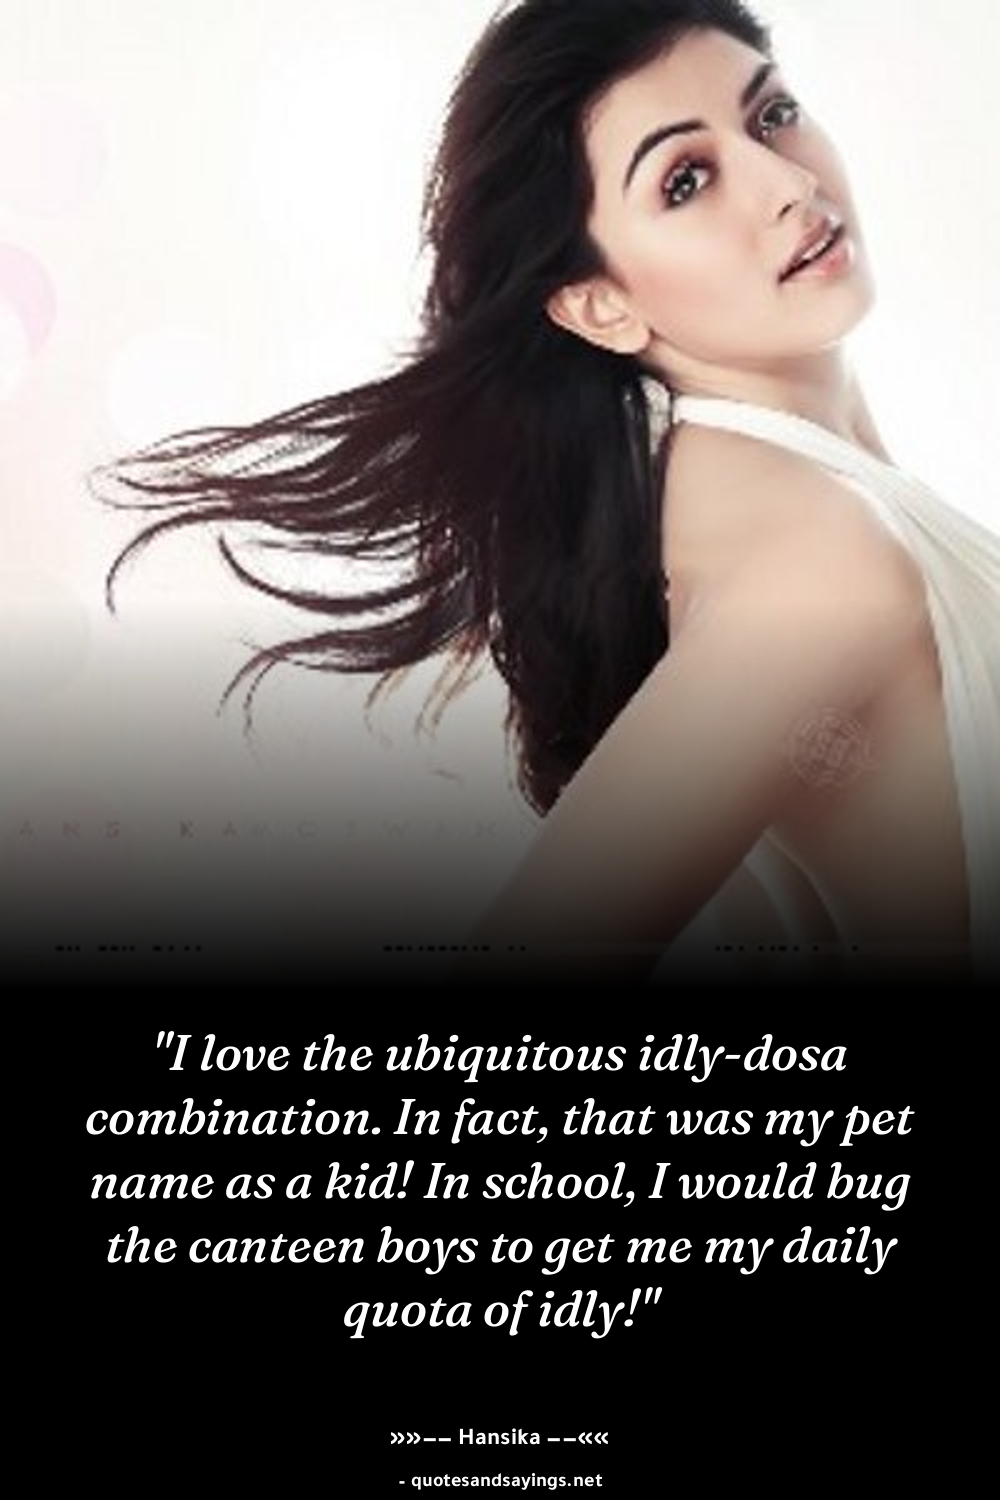 "I love the ubiquitous idly-dosa
combination. In fact, that was my pet
name as a kid! In school, I would bug
the canteen boys to get me my daily
quota of idly!"
»»−− Hansika −−««
- quotesandsayings.net